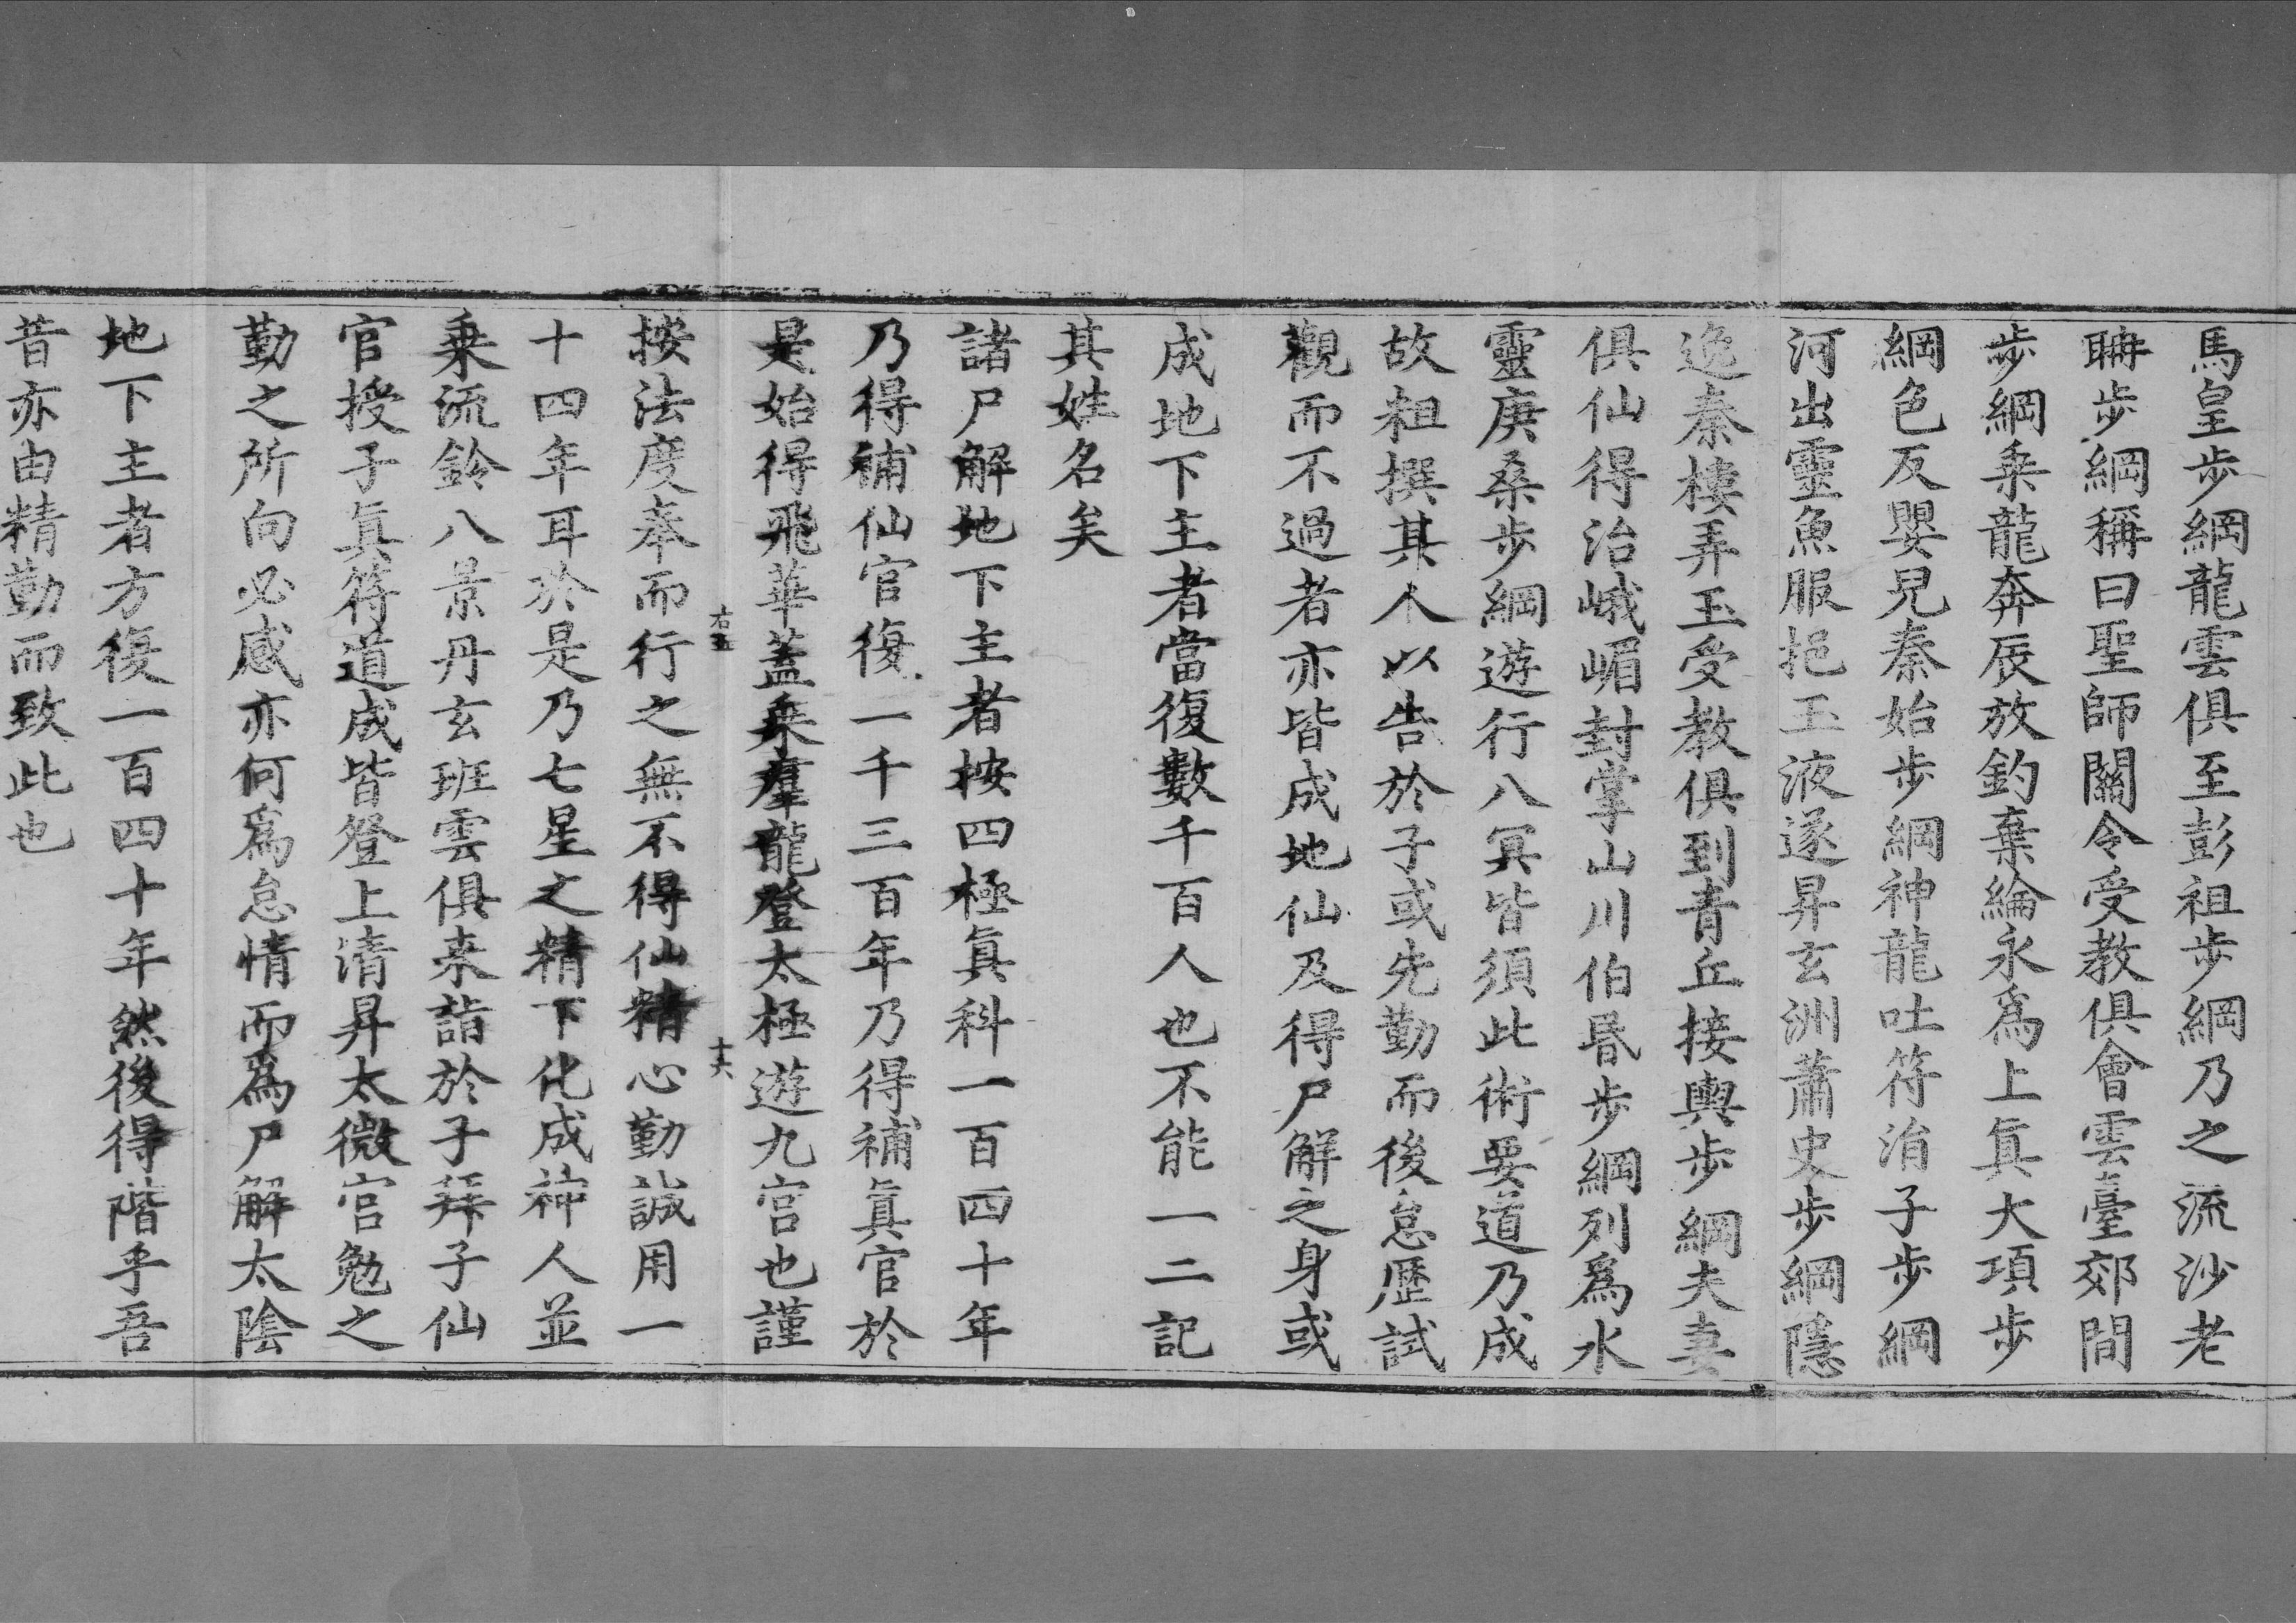 馬皇步綱龍雲俱至彭祖步綱乃之流沙老
聃步綱稱曰聖師關令受教俱會雲臺郊間
步綱乘龍奔辰放釣棄綸永爲上真大項步
綱色反嬰兒秦始步綱神龍吐符涓子步綱
河出靈魚服挹玉液遂昇玄洲蕭史步綱隱
逸秦樓弄玉受教俱到青丘接輿步綱夫妻
俱仙得治峨嵋封掌山川伯昬步綱列爲水
靈庚桑步綱遊行八冥皆須此術要道乃成
故粗撰其人以告於子或先勤而後怠歷試
觀而不過者亦皆成地仙及得尸解之身或
成地下主者當復數千百人也不能一二記
其姓名矣
諸尸解地下主者按四極真科一百四十年
乃得補仙官復一千三百年乃得補真官於
是始得飛華蓋乘羣龍登太極遊九宮也謹
右五
十六
按法度奉而行之無不得仙精心勤誠用一
十四年耳於是乃七星之精下化成神人並
乘流鈴八景丹玄班雲俱来詣於子拜子仙
官授子真符道成皆登上清昇太微宮勉之
勤之所向必感亦何爲怠情而爲尸解太陰
地下主者方復一百四十年然後得階乎吾
昔亦由精勤而致此也